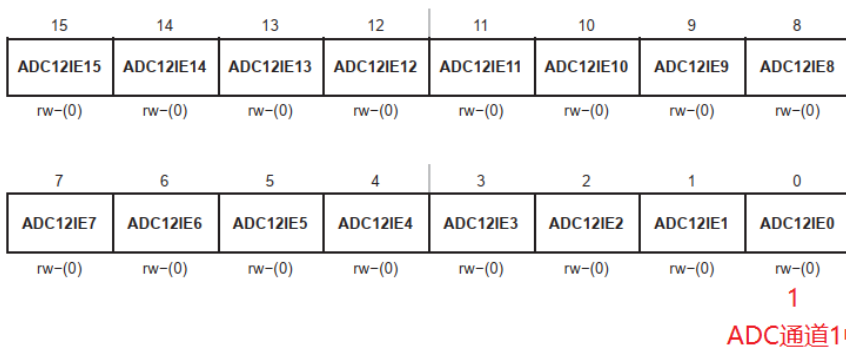 15 14 13 12 11 10 9 8
ADC12IE15 ADC12IE14 ADC12IE13 ADC12IE12 ADC12IE11 ADC12IE10 ADC12IE9 ADC12IE8
rw−(0) rw−(0) rw−(0) rw−(0) rw−(0) rw−(0) rw−(0) rw−(0)
7 6 5 4 3 2 1 0
ADC12IE7 ADC12IE6 ADC12IE5 ADC12IE4 ADC12IE3 ADC12IE2 ADC12IE1 ADC12IE0
rw−(0) rw−(0) rw−(0) rw−(0) rw−(0) rw−(0) rw−(0) rw−(0)
1
ADC通道1